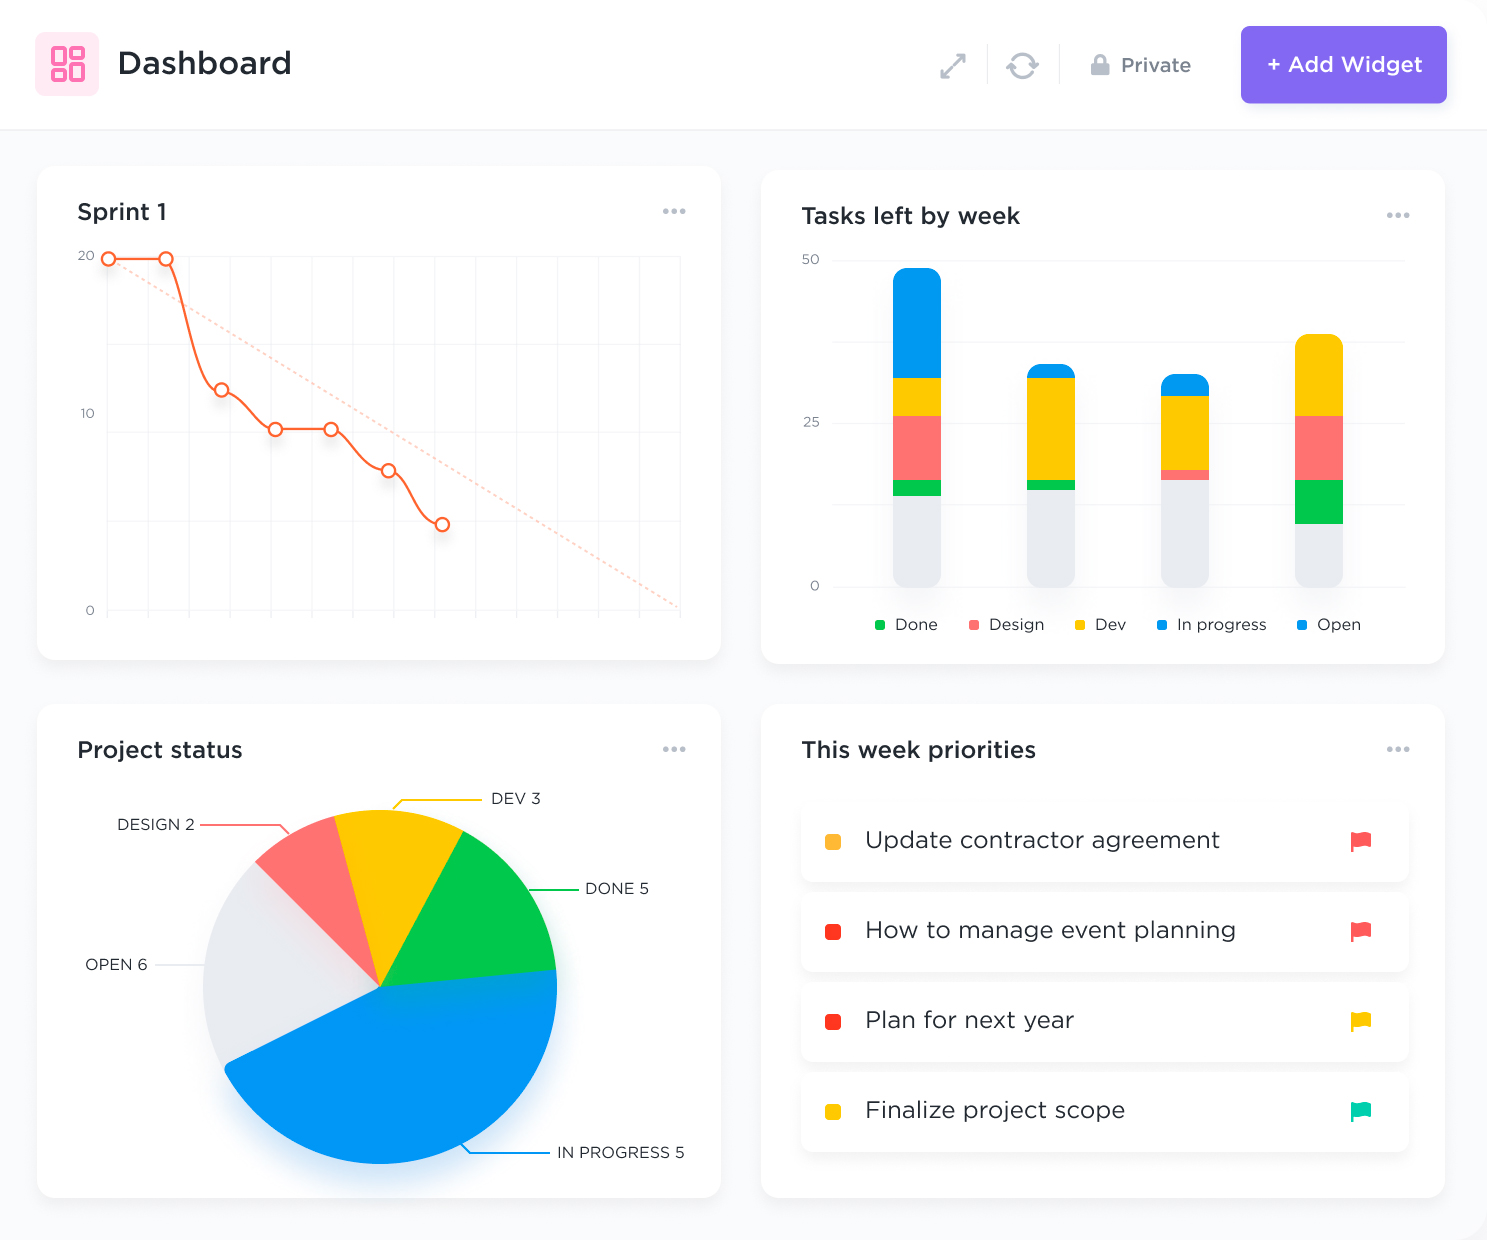 Dashboard
Private
+ Add Widget
Sprint 1
20
10
0
Tasks left by week
50
25
0
Done
Design
Dev
In progress
Open
Project status
DEV 3
DESIGN 2
DONE 5
OPEN 6
IN PROGRESS 5
This week priorities
Update contractor agreement
How to manage event planning
Plan for next year
Finalize project scope